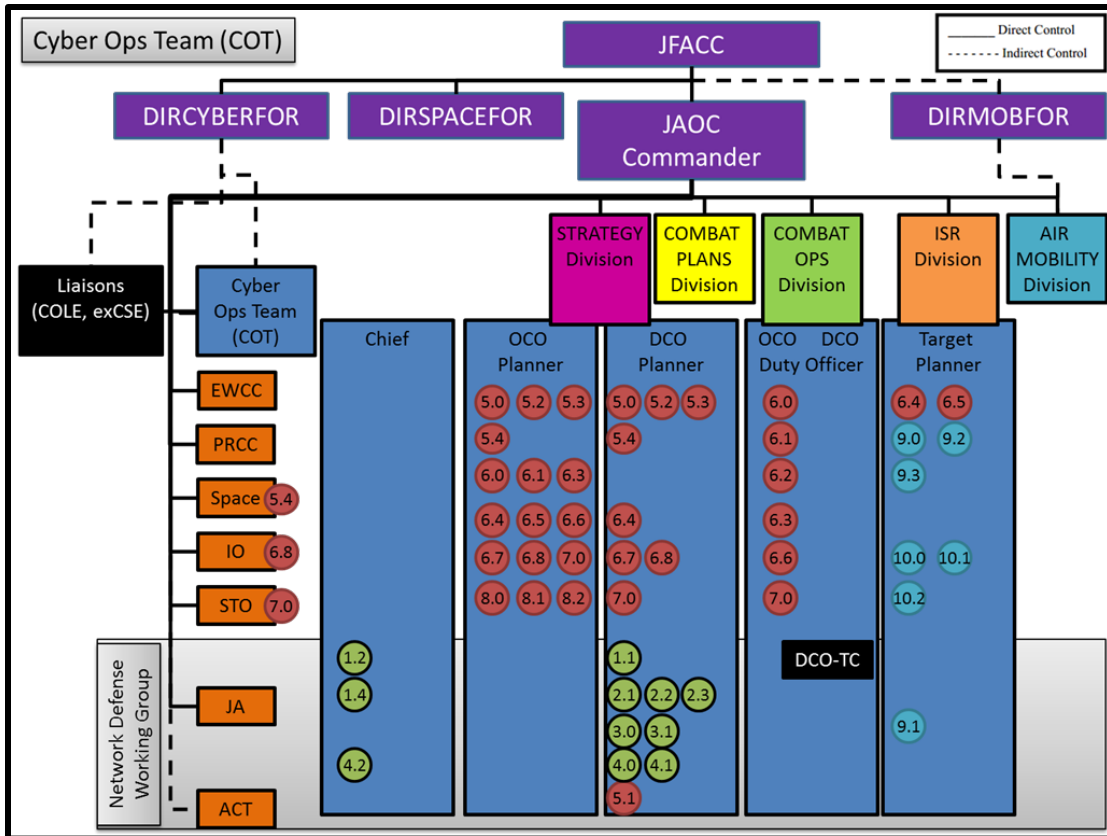 Cyber Ops Team (COT)
JFACC
Direct Control
Indirect Control
DIRCYBERFOR
DIRSPACEFOR
JAOC
Commander
DIRMOBFOR
STRATEGY
Division
COMBAT
PLANS
Division
COMBAT
OPS
Division
ISR
Division
AIR
MOBILITY
Division
Liaisons
(COLE, exCSE)
Cyber
Ops Team
(COT)
Chief
OCO
Planner
DCO
Planner
OCO DCO
Duty Officer
Target
Planner
EWCC
5.0 5.2 5.3
5.0 5.2 5.3
6.0
6.4 6.5
PRCC
5.4
5.4
6.1
9.0 9.2
6.0 6.1 6.3
6.2
9.3
Space 5.4
6.4 6.5 6.6
6.4
6.3
IO 6.8
6.7 6.8 7.0
6.7 6.8
6.6
10.0 10.1
STO 7.0
8.0 8.1 8.2
7.0
7.0
10.2
Network Defense
Working Group
1.2
1.1
DCO-TC
JA
1.4
2.1 2.2 2.3
3.0 3.1
9.1
4.2
4.0 4.1
ACT
5.1